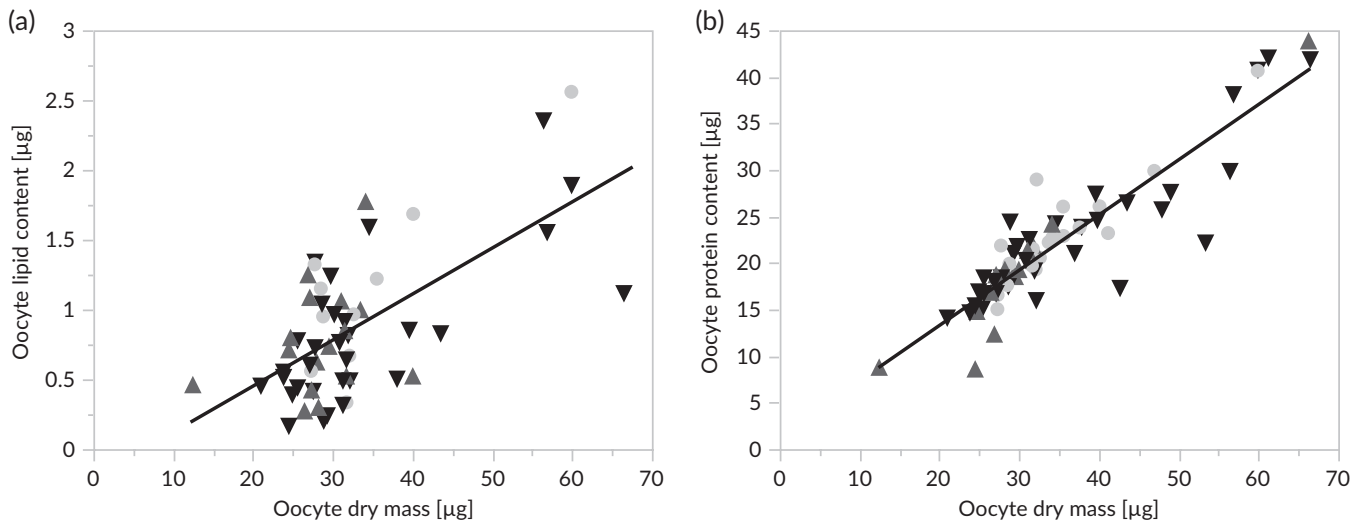 (a)
Oocyte lipid content [µg]
3
2.5
2
1.5
1
0.5
0
0 10 20 30 40 50 60 70
Oocyte dry mass [µg]
(b)
Oocyte protein content [µg]
45
40
35
30
25
20
15
10
5
0
0 10 20 30 40 50 60 70
Oocyte dry mass [µg]